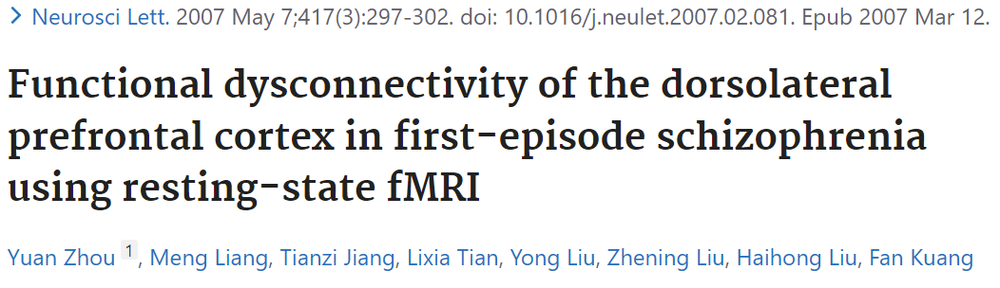 Neurosci Lett. 2007 May 7;417(3):297-302. doi: 10.1016/j.neulet.2007.02.081. Epub 2007 Mar 12.
Functional dysconnectivity of the dorsolateral
prefrontal cortex in first-episode schizophrenia
using resting-state fMRI
Yuan Zhou 1, Meng Liang, Tianzi Jiang, Lixia Tian, Yong Liu, Zhening Liu, Haihong Liu, Fan Kuang